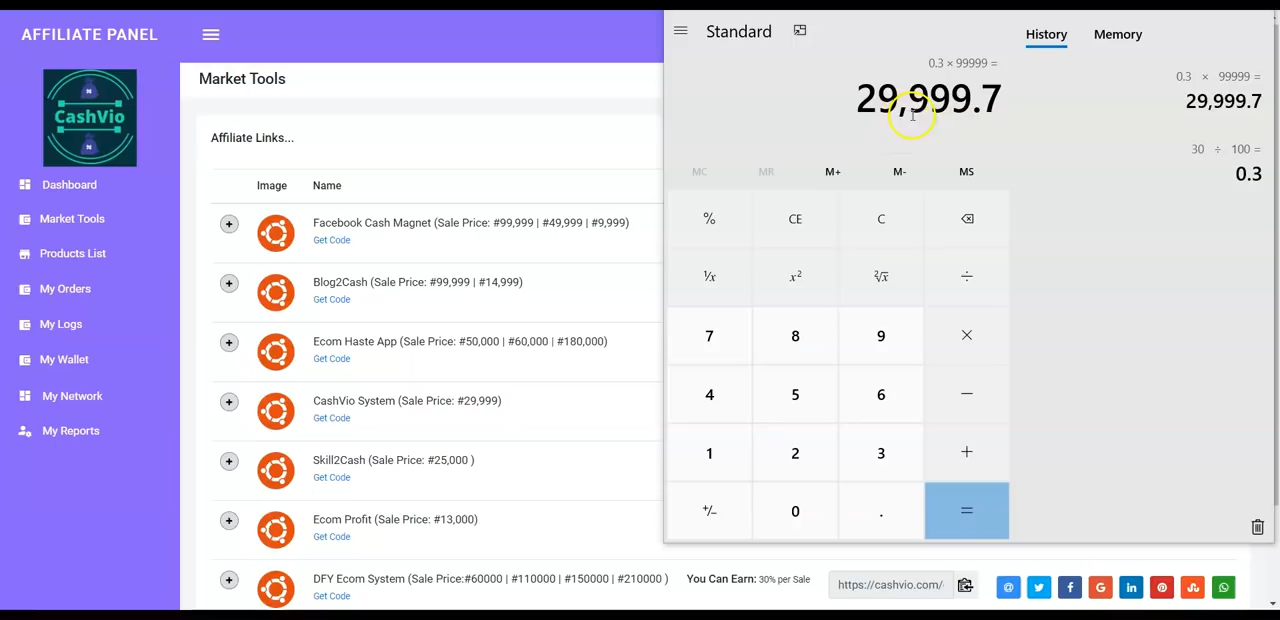 AFFILIATE PANEL
CashVio
Dashboard
Market Tools
Products List
My Orders
My Logs
My Wallet
My Network
My Reports
Market Tools
Affiliate Links...
Image Name
Facebook Cash Magnet (Sale Price: #99,999 | #49,999 | #9,999)
Get Code
Blog2Cash (Sale Price: #99,999 | #14,999)
Get Code
Ecom Haste App (Sale Price: #50,000 | #60,000 | #180,000)
Get Code
CashVio System (Sale Price: #29,999)
Get Code
Skill2Cash (Sale Price: #25,000 )
Get Code
Ecom Profit (Sale Price: #13,000)
Get Code
DFY Ecom System (Sale Price:#60000 | #110000 | #150000 | #210000 ) You Can Earn: 30% per Sale https://cashvio.com/
Get Code
Standard
0.3 × 99999 =
29,999.7
MC MR M+ M- MS
% CE C
¹/x x² ²√x ÷
7 8 9 ×
4 5 6 −
1 2 3 +
+/− 0 . =
History Memory
0.3 × 99999 =
29,999.7
30 ÷ 100 =
0.3